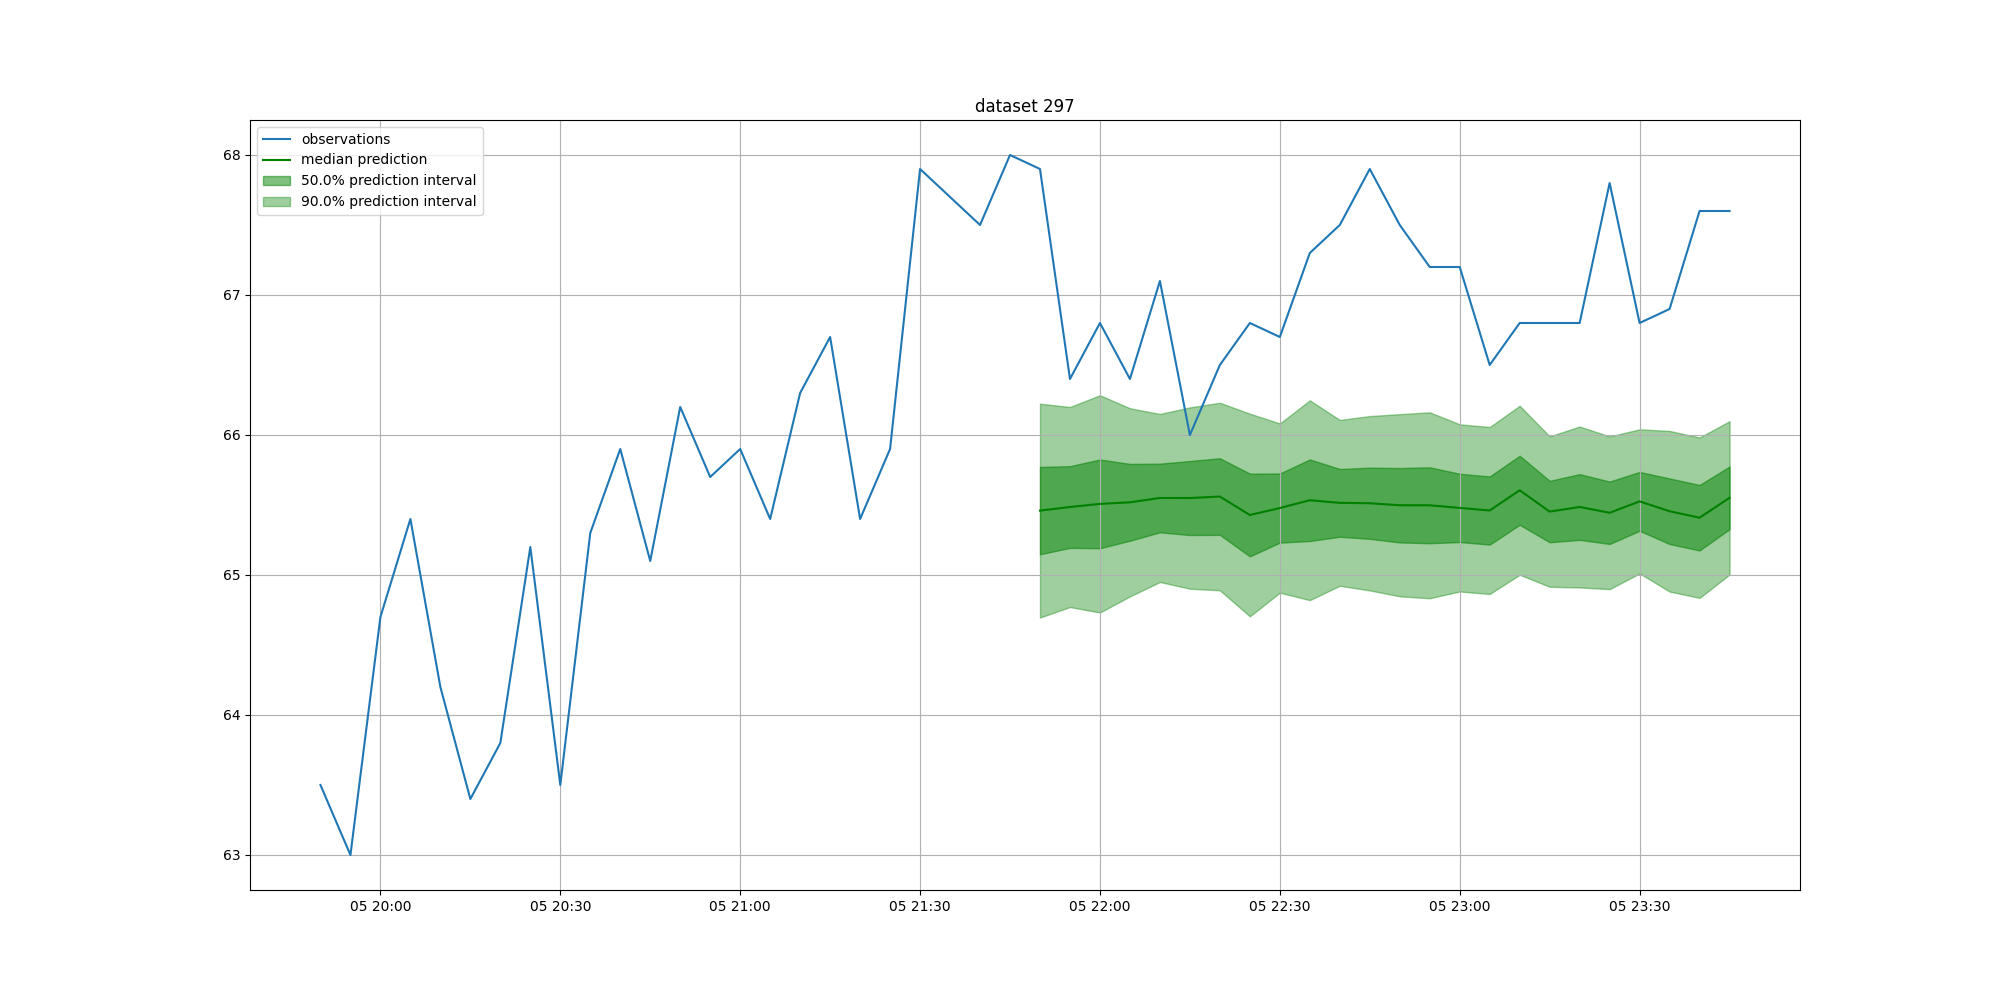 dataset 297
observations
median prediction
50.0% prediction interval
90.0% prediction interval
68
67
66
65
64
63
05 20:00
05 20:30
05 21:00
05 21:30
05 22:00
05 22:30
05 23:00
05 23:30